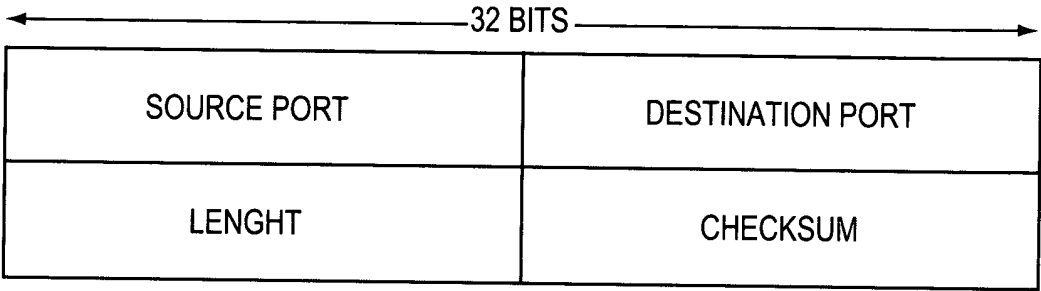 32 BITS
SOURCE PORT DESTINATION PORT
LENGHT CHECKSUM